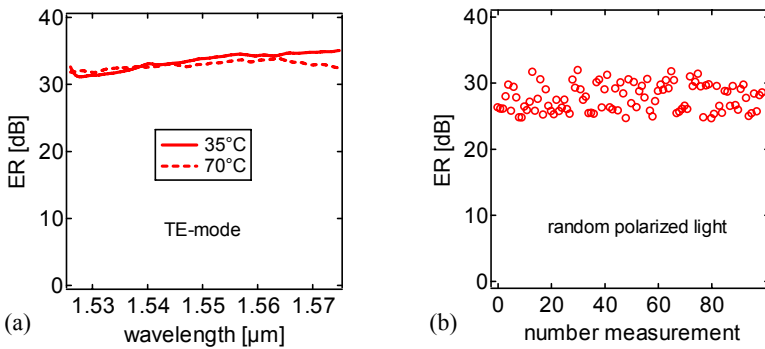 40
30
20
10
0
ER [dB]
35°C
70°C
TE-mode
1.53 1.54 1.55 1.56 1.57
wavelength [µm]
(a)
40
30
20
10
0
ER [dB]
random polarized light
0 20 40 60 80
number measurement
(b)